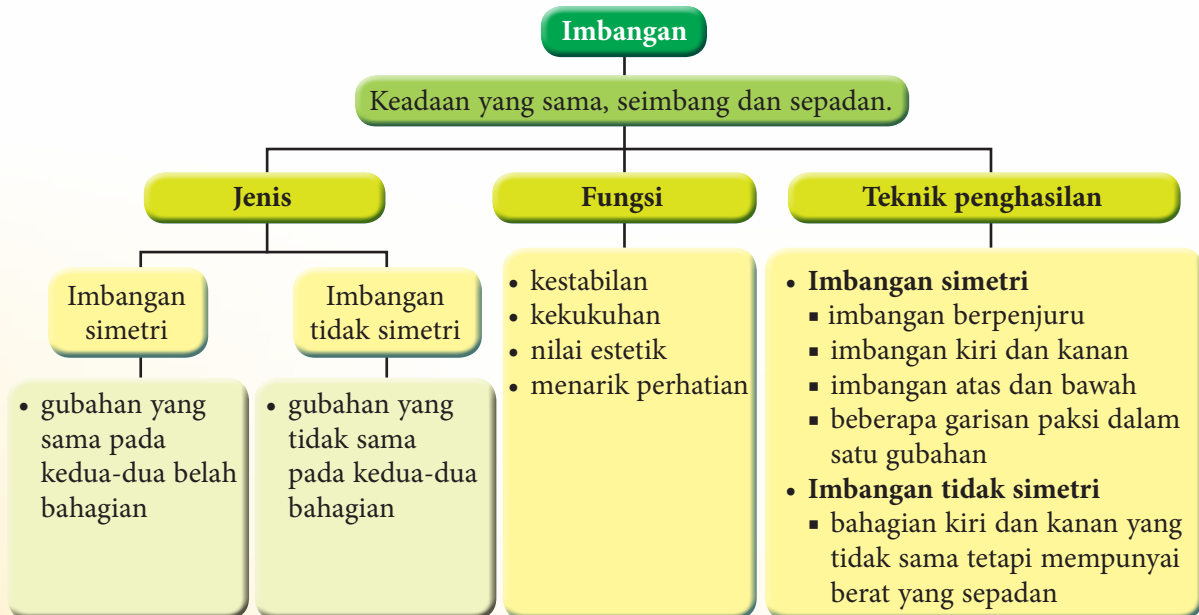 Imbangan
Keadaan yang sama, seimbang dan sepadan.
Jenis
Imbangan
simetri
• gubahan yang
sama pada
kedua-dua belah
bahagian
Imbangan
tidak simetri
• gubahan yang
tidak sama
pada kedua-dua
bahagian
Fungsi
• kestabilan
• kekukuhan
• nilai estetik
• menarik perhatian
Teknik penghasilan
• Imbangan simetri
▪ imbangan berpenjuru
▪ imbangan kiri dan kanan
▪ imbangan atas dan bawah
▪ beberapa garisan paksi dalam
satu gubahan
• Imbangan tidak simetri
▪ bahagian kiri dan kanan yang
tidak sama tetapi mempunyai
berat yang sepadan